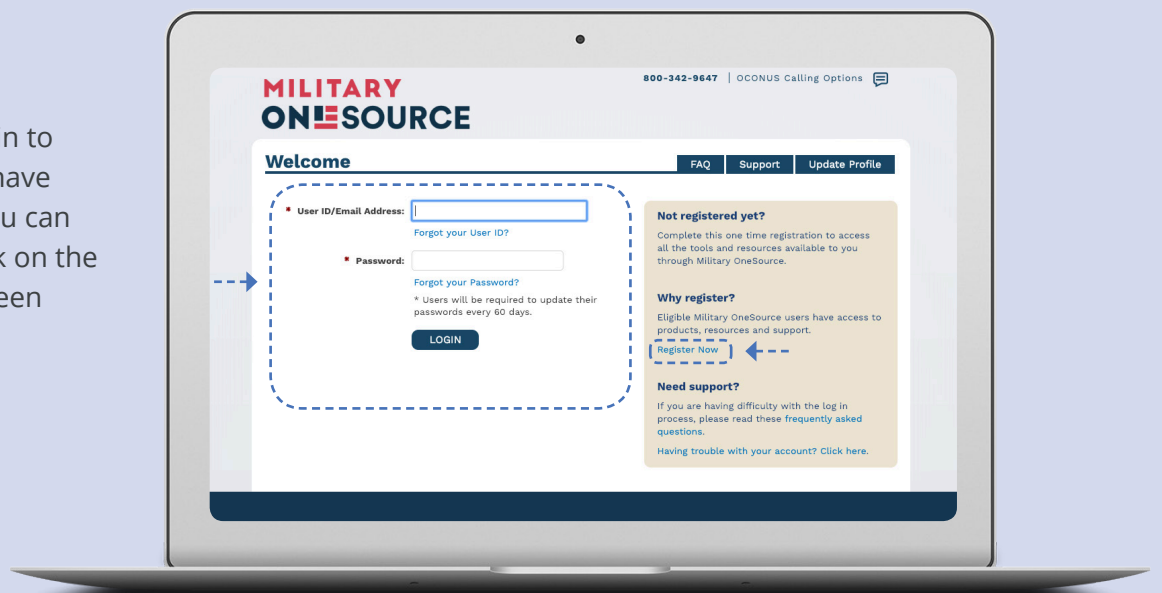 n to
have
u can
k on the
een
MILITARY
ONESOURCE
800-342-9647 | OCONUS Calling Options
Welcome
FAQ Support Update Profile
* User ID/Email Address:
Forgot your User ID?
* Password:
Forgot your Password?
* Users will be required to update their
passwords every 60 days.
LOGIN
Not registered yet?
Complete this one time registration to access
all the tools and resources available to you
through Military OneSource.
Why register?
Eligible Military OneSource users have access to
products, resources and support.
Register Now
Need support?
If you are having difficulty with the log in
process, please read these frequently asked
questions.
Having trouble with your account? Click here.